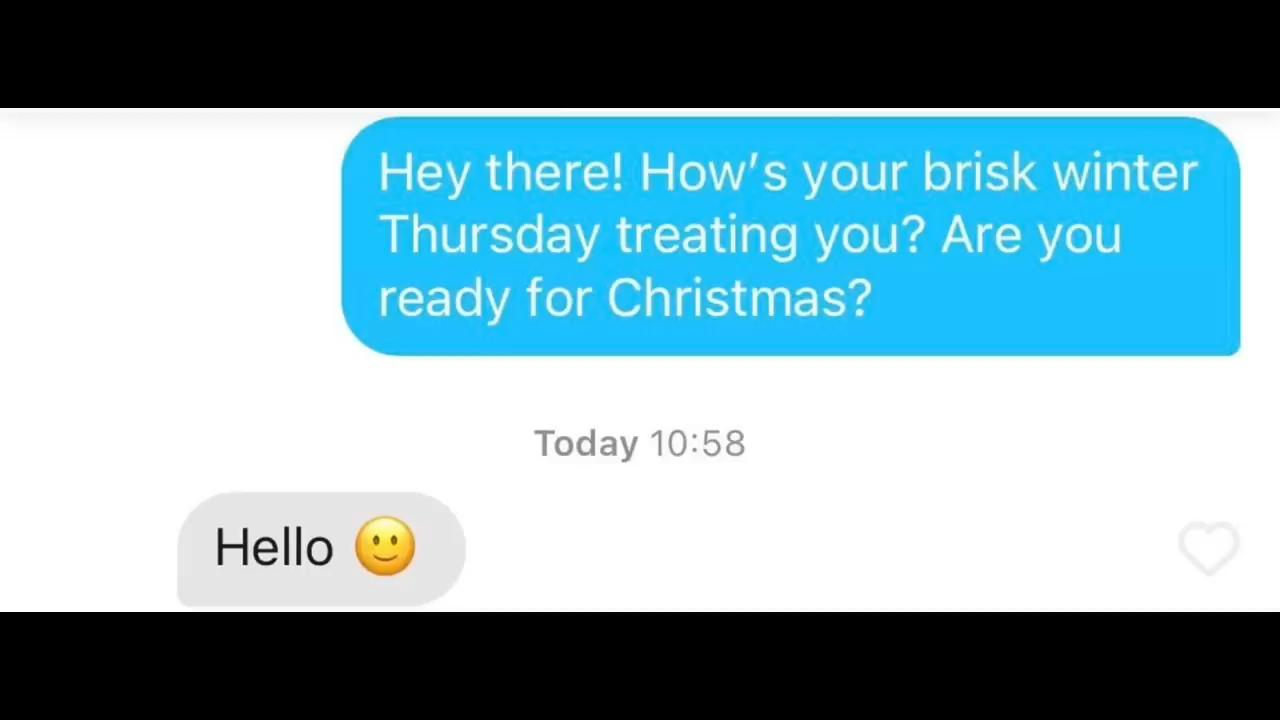 Hey there! How’s your brisk winter
Thursday treating you? Are you
ready for Christmas?
Today 10:58
Hello 🙂